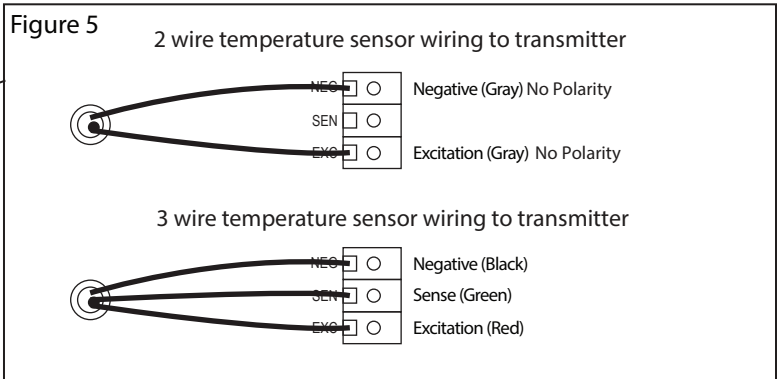 Figure 5
2 wire temperature sensor wiring to transmitter
NEG
Negative (Gray) No Polarity
SEN
EXC
Excitation (Gray) No Polarity
3 wire temperature sensor wiring to transmitter
NEG
Negative (Black)
SEN
Sense (Green)
EXC
Excitation (Red)